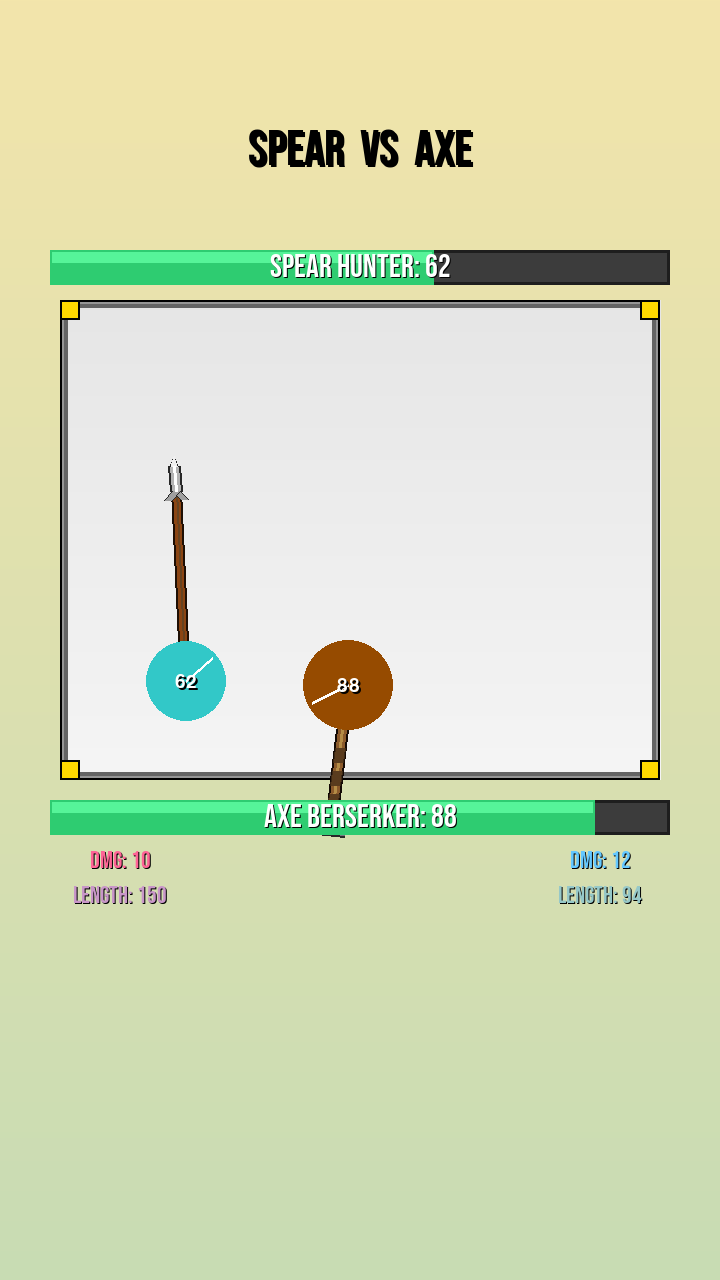 SPEAR VS AXE
SPEAR HUNTER: 62
62
88
AXE BERSERKER: 88
DMG: 10
DMG: 12
LENGTH: 150
LENGTH: 94